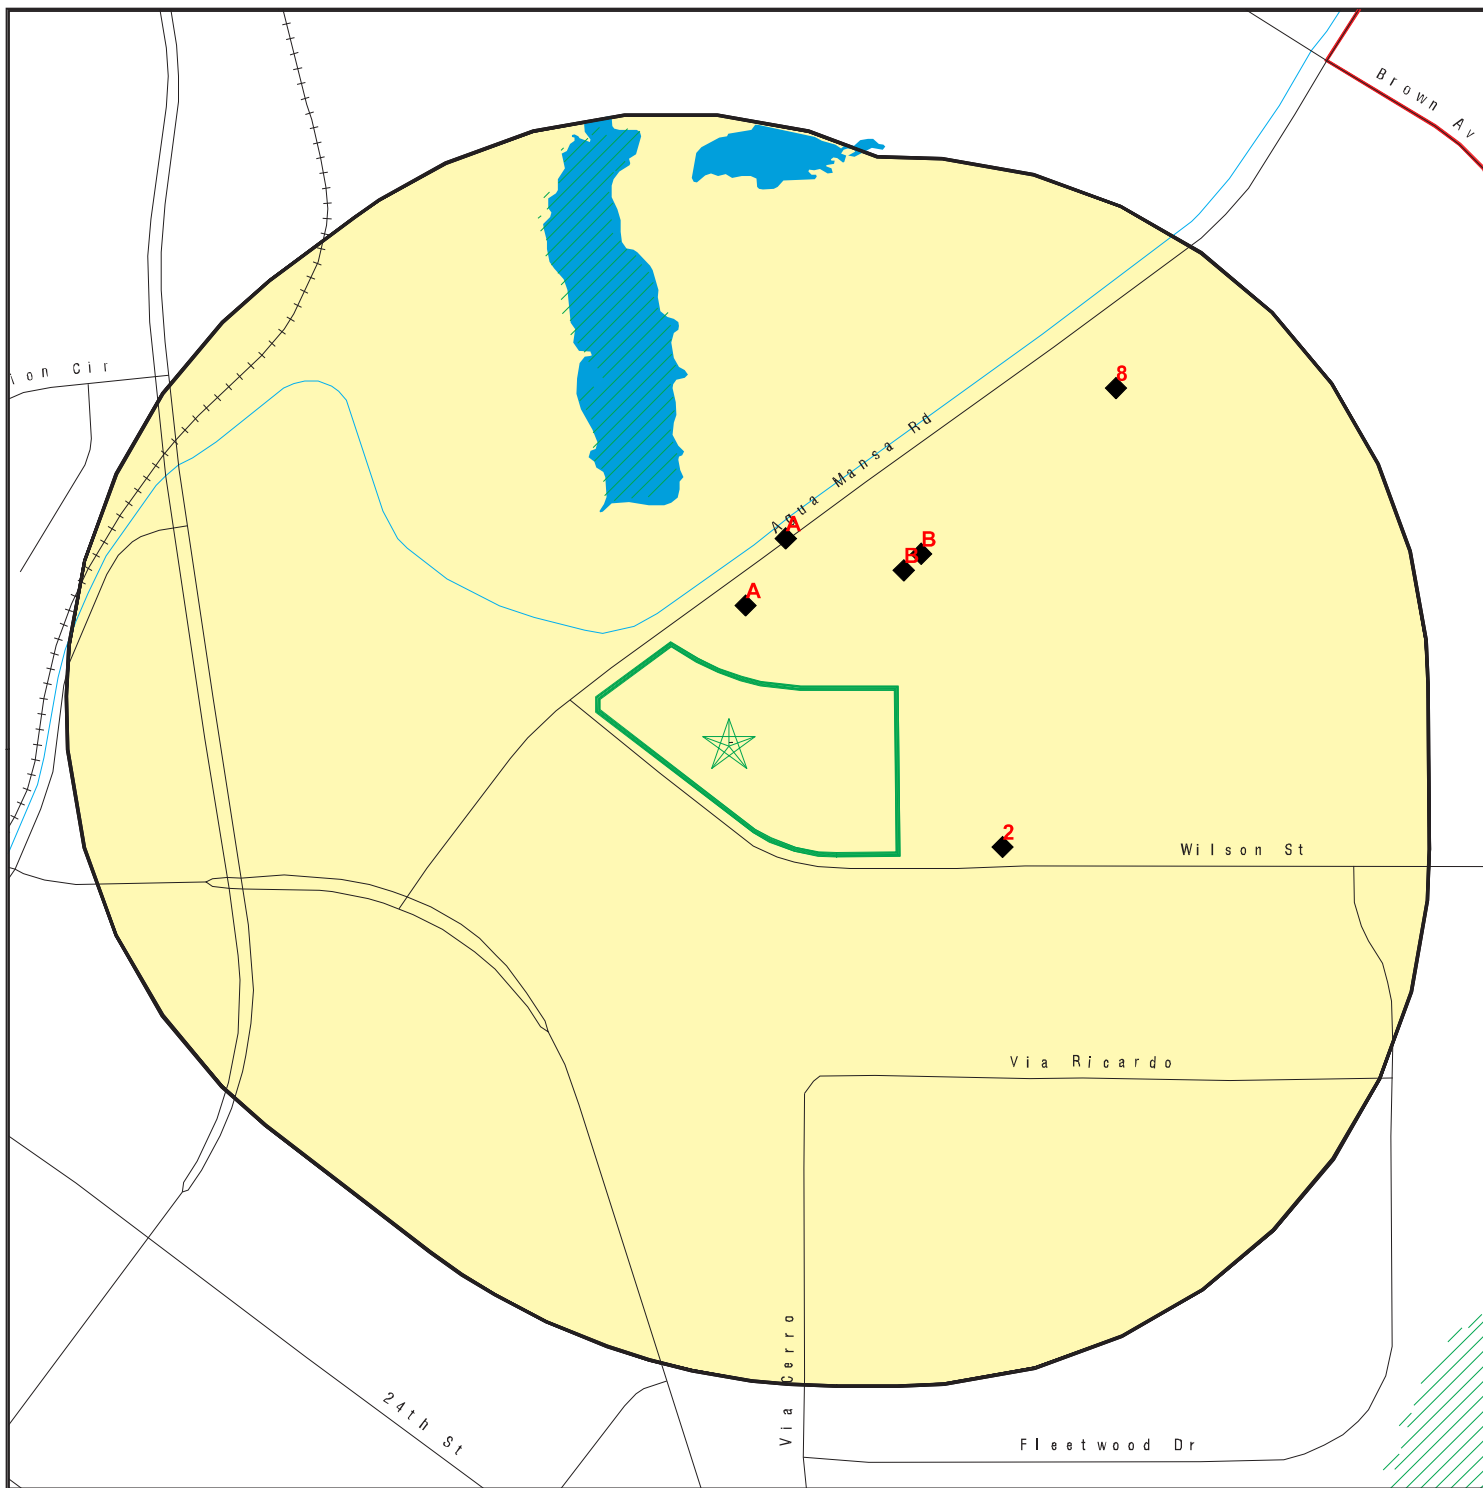 Brown Av
ion Cir
8
Agua Mansa Rd
A
B
B
A
2
Wilson St
Via Ricardo
Via Cerro
24th St
Fleetwood Dr